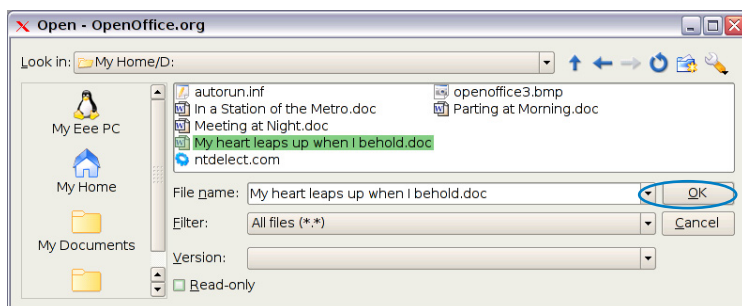 Open - OpenOffice.org
Look in: My Home/D:
My Eee PC
My Home
My Documents
autorun.inf
In a Station of the Metro.doc
Meeting at Night.doc
My heart leaps up when I behold.doc
ntdelect.com
openoffice3.bmp
Parting at Morning.doc
File name: My heart leaps up when I behold.doc OK
Filter: All files (*.*) Cancel
Version:
Read-only